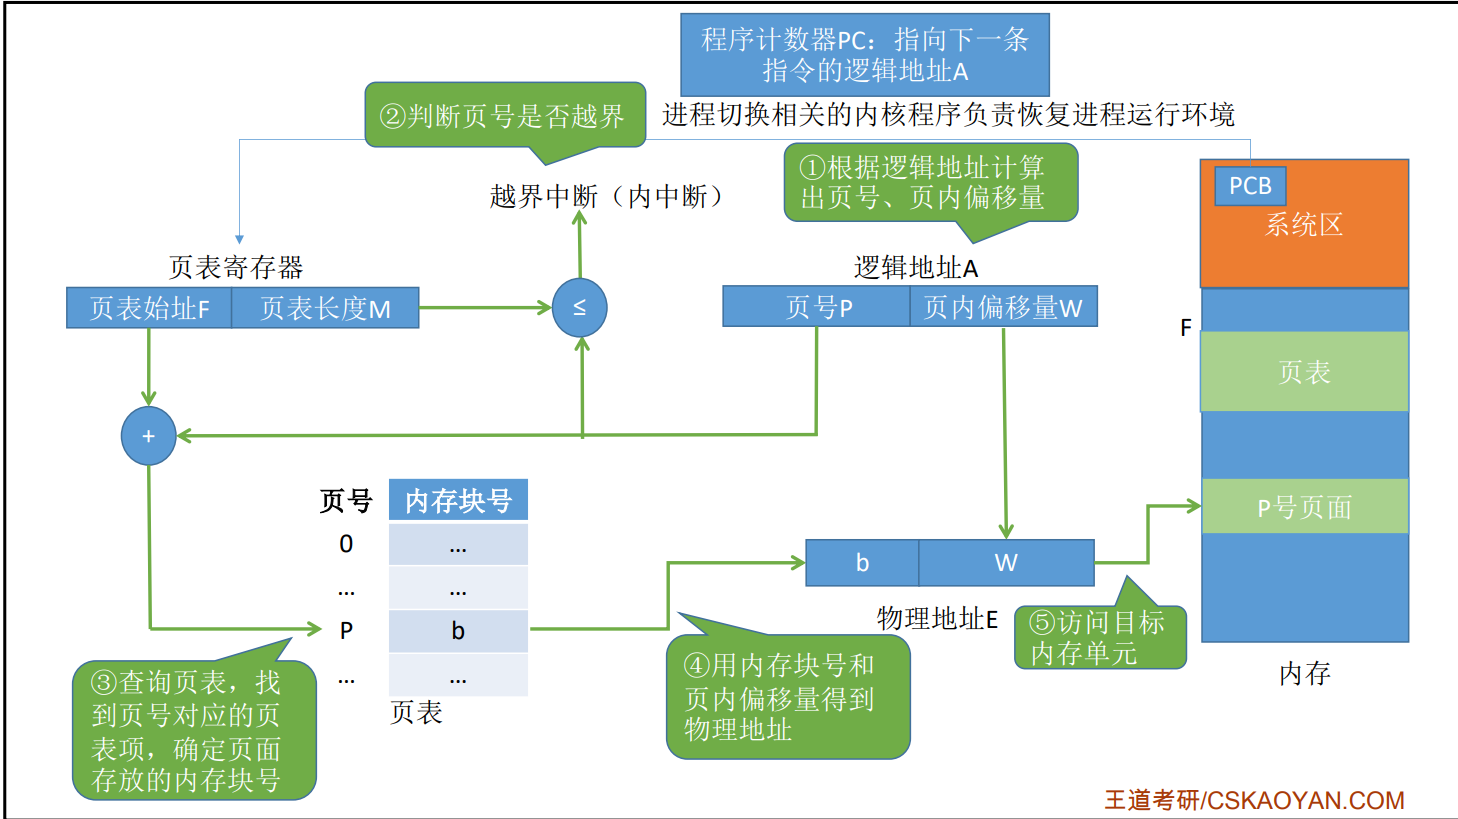 程序计数器PC：指向下一条
指令的逻辑地址A
②判断页号是否越界
进程切换相关的内核程序负责恢复进程运行环境
①根据逻辑地址计算
出页号、页内偏移量
越界中断（内中断）
PCB
系统区
页表寄存器
逻辑地址A
页表始址F
页表长度M
≤
页号P
页内偏移量W
F
页表
+
页号
内存块号
0
…
…
…
P
b
…
…
页表
P号页面
b
W
物理地址E
③查询页表，找
到页号对应的页
表项，确定页面
存放的内存块号
④用内存块号和
页内偏移量得到
物理地址
⑤访问目标
内存单元
内存
王道考研/CSKAOYAN.COM